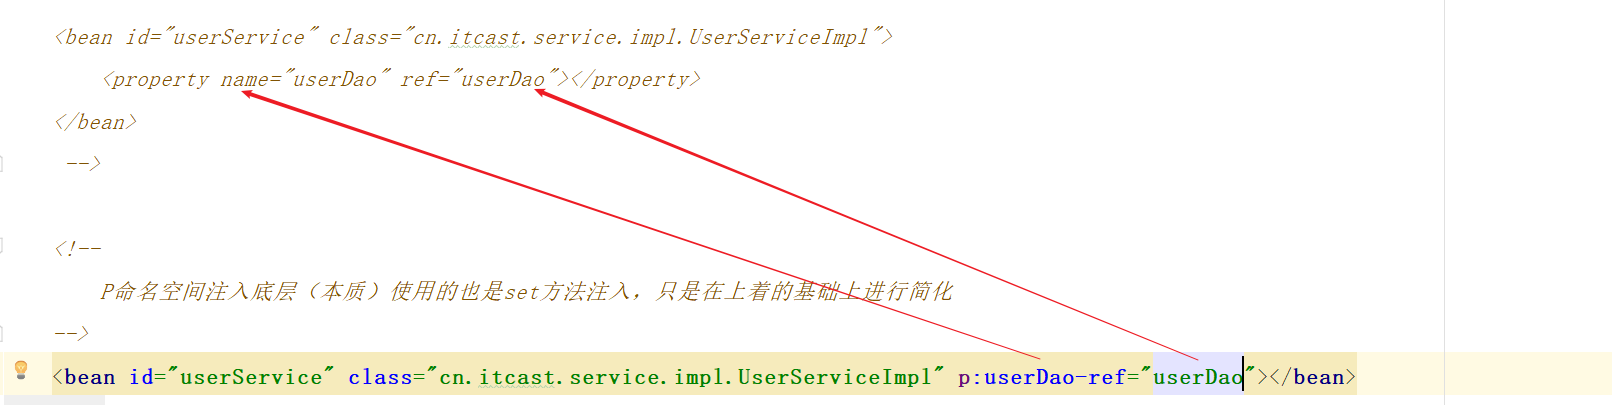 <bean id="userService" class="cn.itcast.service.impl.UserServiceImpl">
<property name="userDao" ref="userDao"></property>
</bean>
-->
<!--
P命名空间注入底层（本质）使用的也是set方法注入，只是在上着的基础上进行简化
-->
<bean id="userService" class="cn.itcast.service.impl.UserServiceImpl" p:userDao-ref="userDao"></bean>